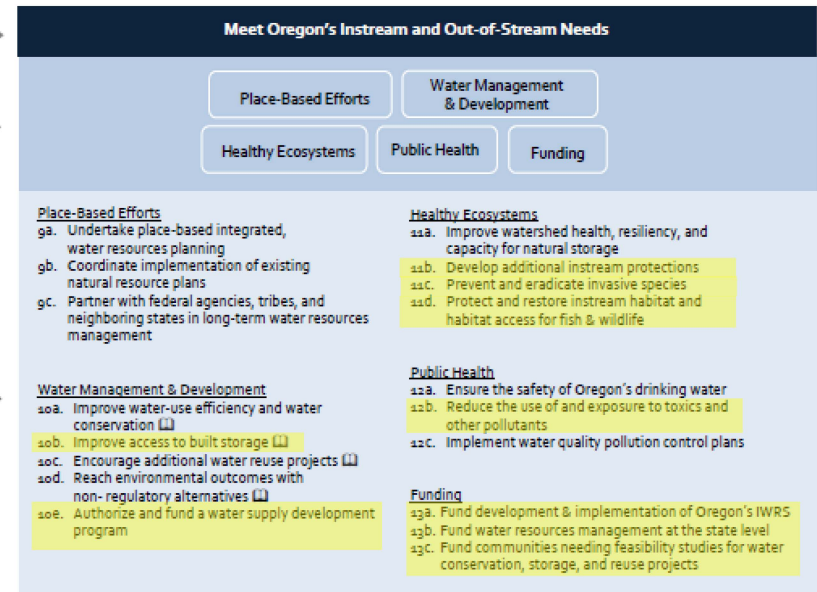 Meet Oregon's Instream and Out-of-Stream Needs
Place-Based Efforts
Water Management
& Development
Healthy Ecosystems
Public Health
Funding
Place-Based Efforts
9a. Undertake place-based integrated,
water resources planning
9b. Coordinate implementation of existing
natural resource plans
9c. Partner with federal agencies, tribes, and
neighboring states in long-term water resources
management
Water Management & Development
10a. Improve water-use efficiency and water
conservation
10b. Improve access to built storage
10c. Encourage additional water reuse projects
10d. Reach environmental outcomes with
non- regulatory alternatives
10e. Authorize and fund a water supply development
program
Healthy Ecosystems
11a. Improve watershed health, resiliency, and
capacity for natural storage
11b. Develop additional instream protections
11c. Prevent and eradicate invasive species
11d. Protect and restore instream habitat and
habitat access for fish & wildlife
Public Health
12a. Ensure the safety of Oregon's drinking water
12b. Reduce the use of and exposure to toxics and
other pollutants
12c. Implement water quality pollution control plans
Funding
13a. Fund development & implementation of Oregon's IWRS
13b. Fund water resources management at the state level
13c. Fund communities needing feasibility studies for water
conservation, storage, and reuse projects